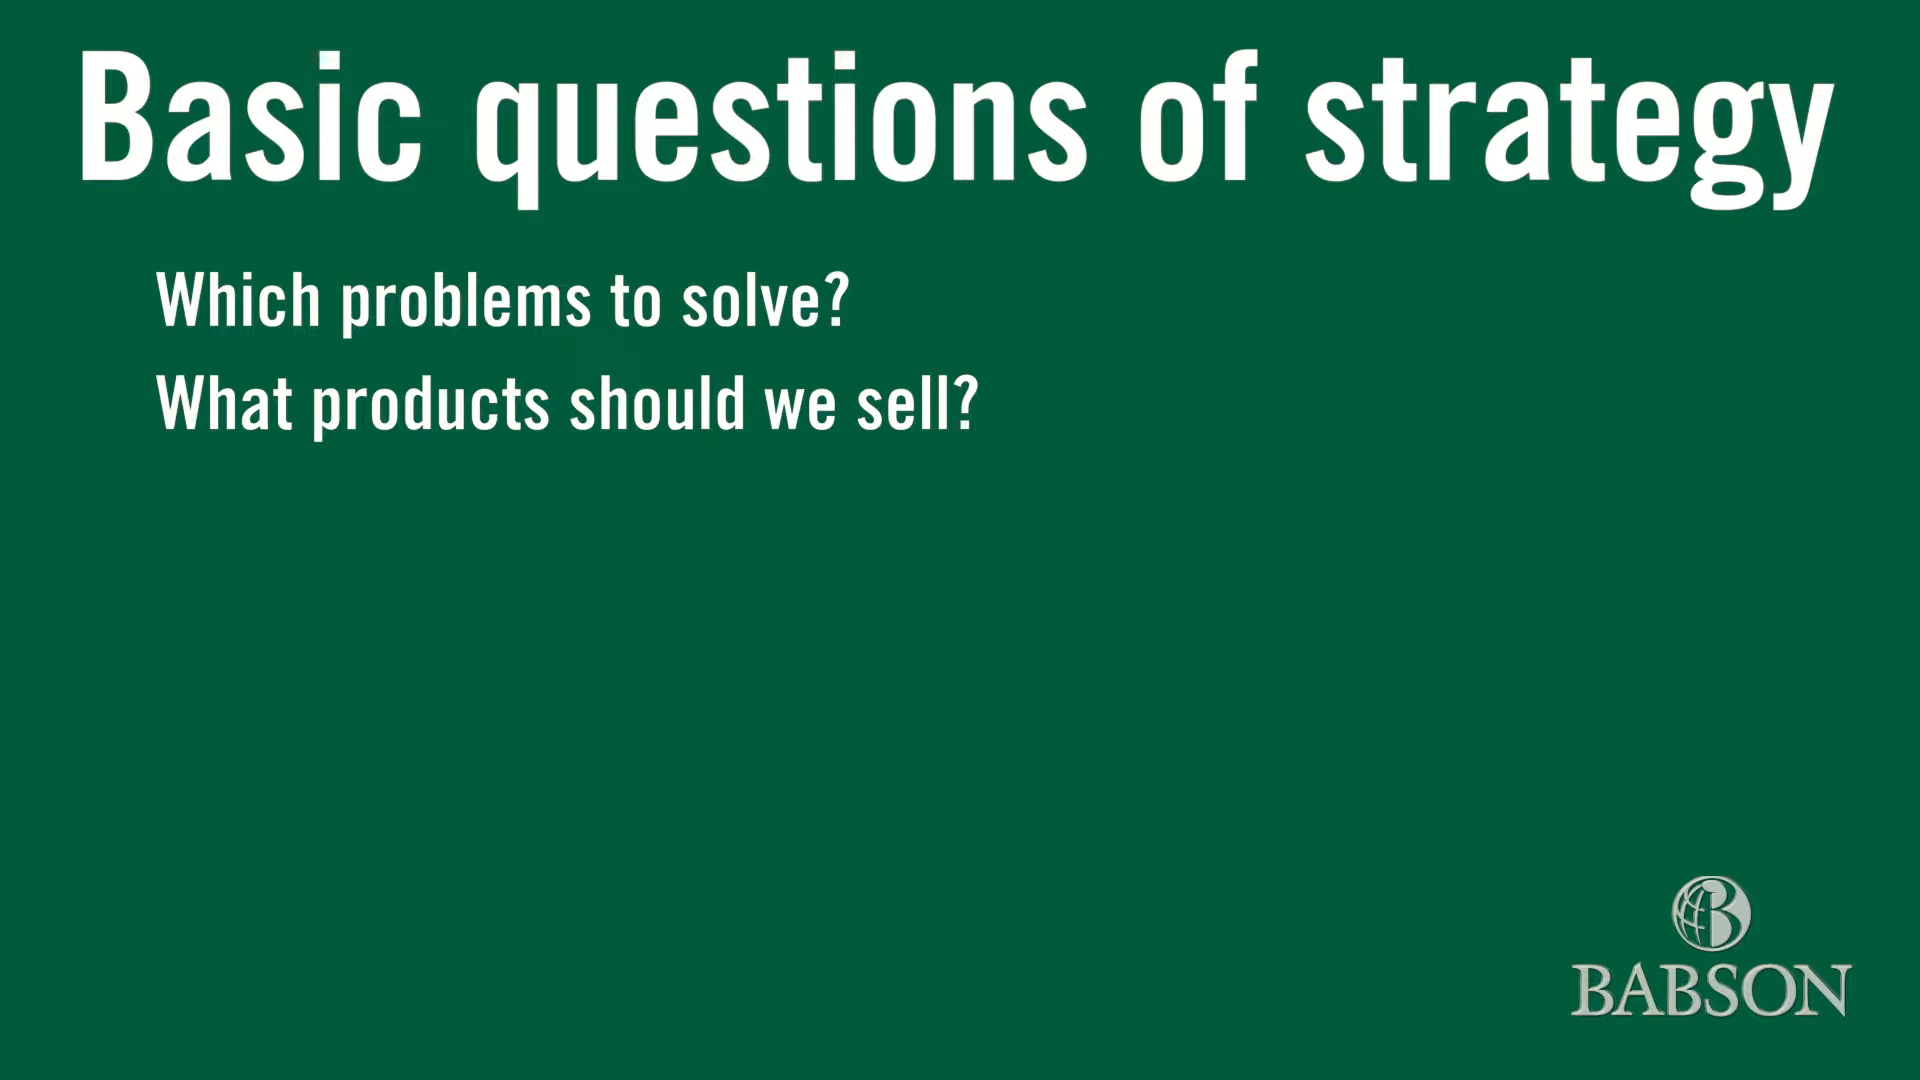 Basic questions of strategy
Which problems to solve?
What products should we sell?
B
BABSON